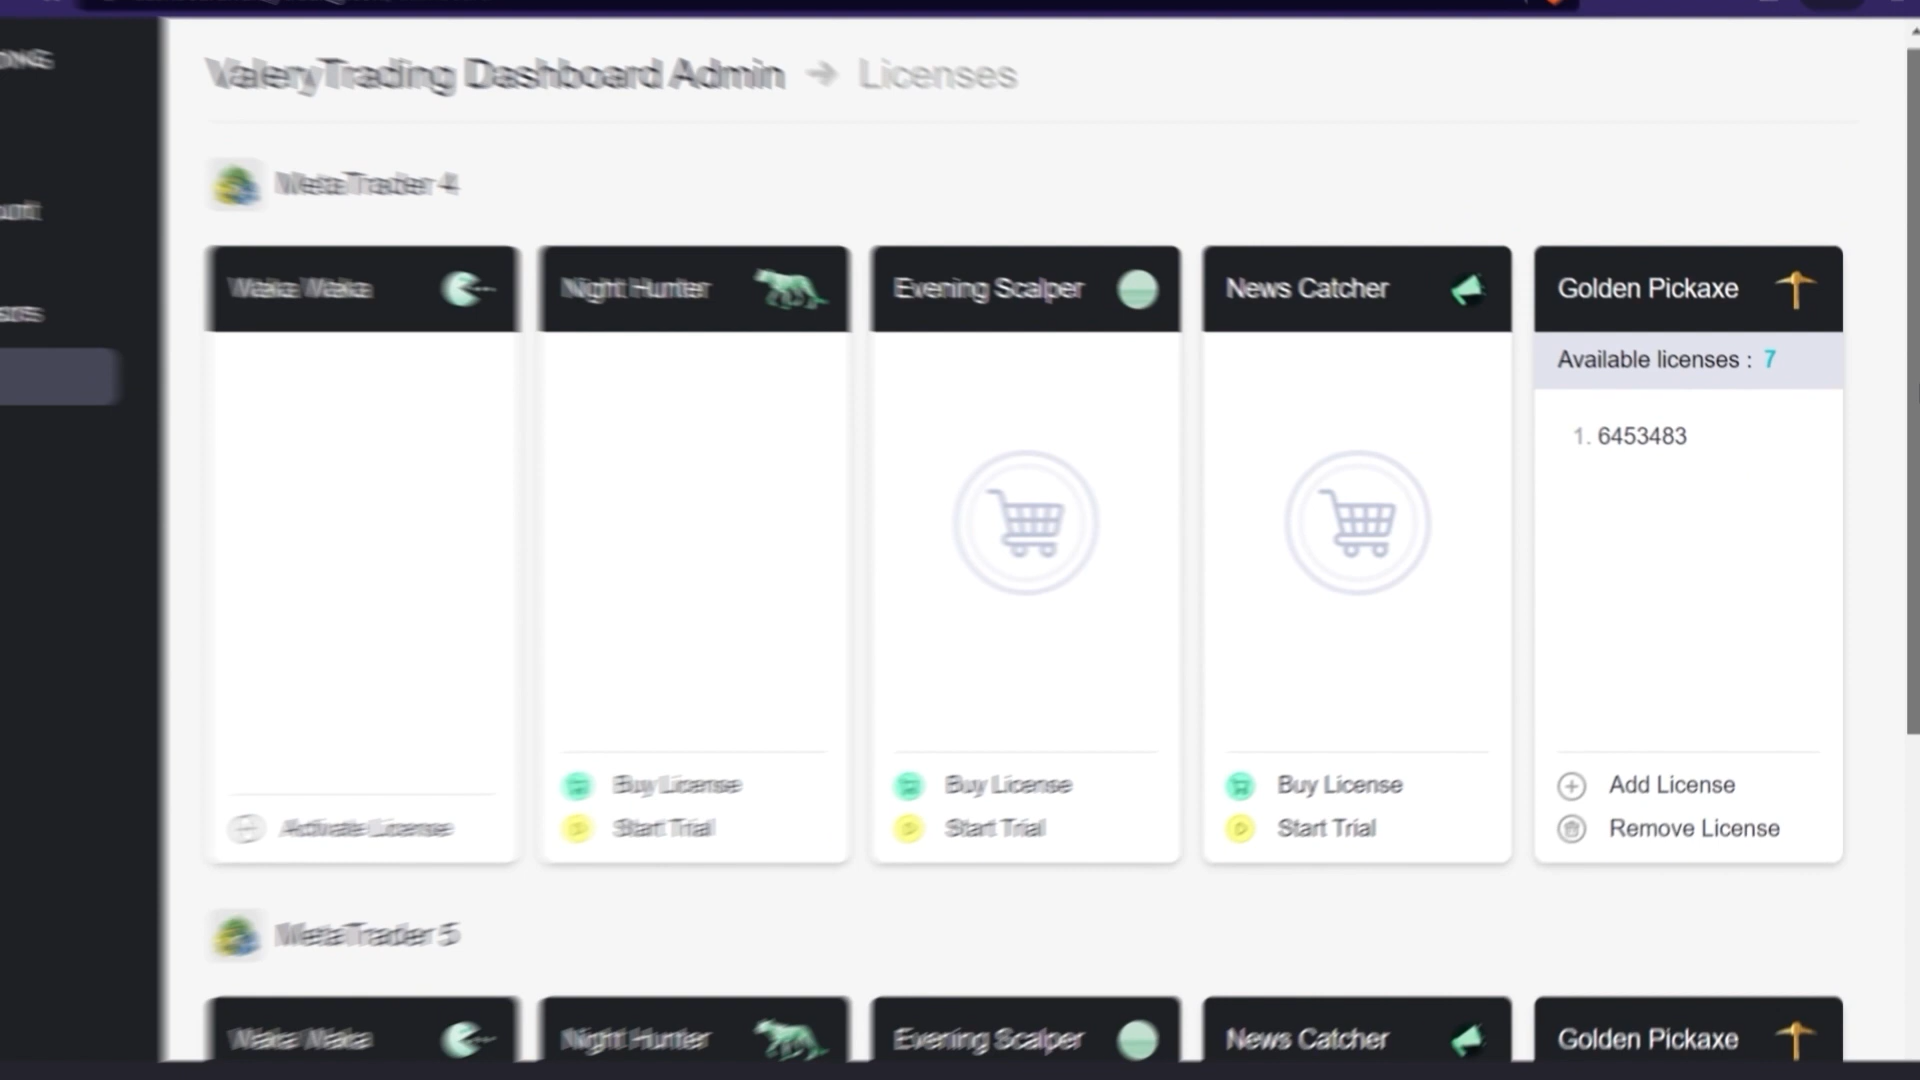 ValeryTrading Dashboard Admin → Licenses
MetaTrader 4
Waka Waka
Night Hunter
Evening Scalper
News Catcher
Golden Pickaxe
Available licenses : 7
1. 6453483
Activate License
Buy License
Start Trial
Buy License
Start Trial
Buy License
Start Trial
Add License
Remove License
MetaTrader 5
Waka Waka
Night Hunter
Evening Scalper
News Catcher
Golden Pickaxe